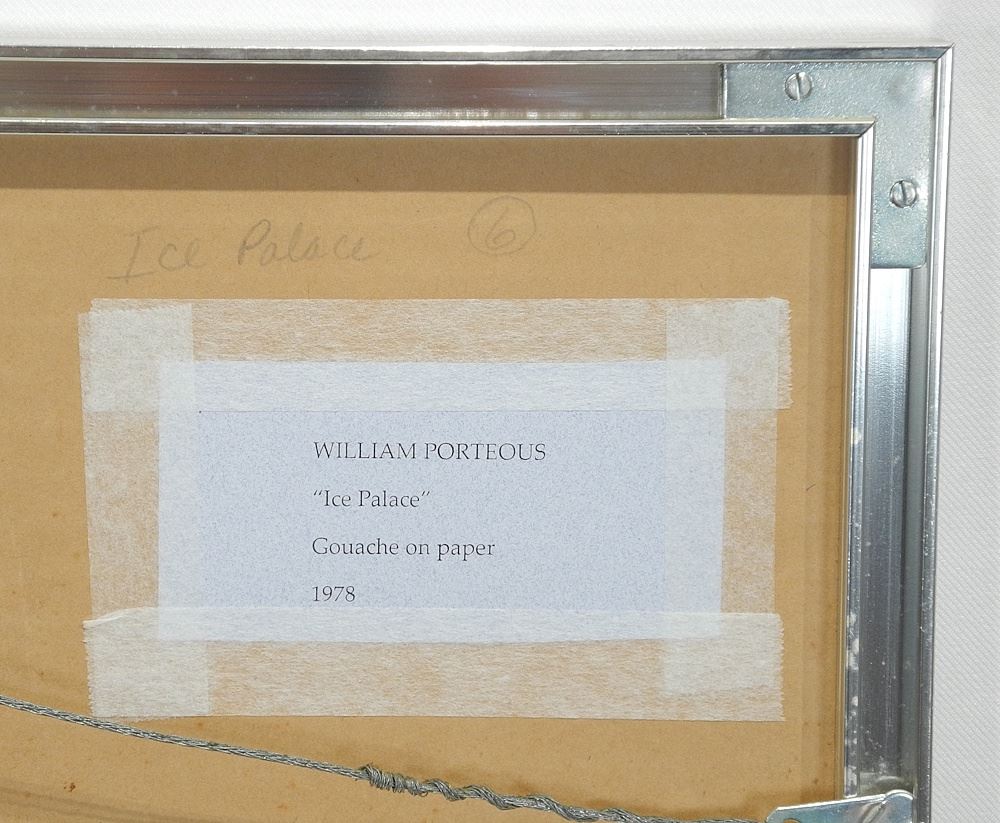 Ice Palace 6
WILLIAM PORTEOUS
“Ice Palace”
Gouache on paper
1978